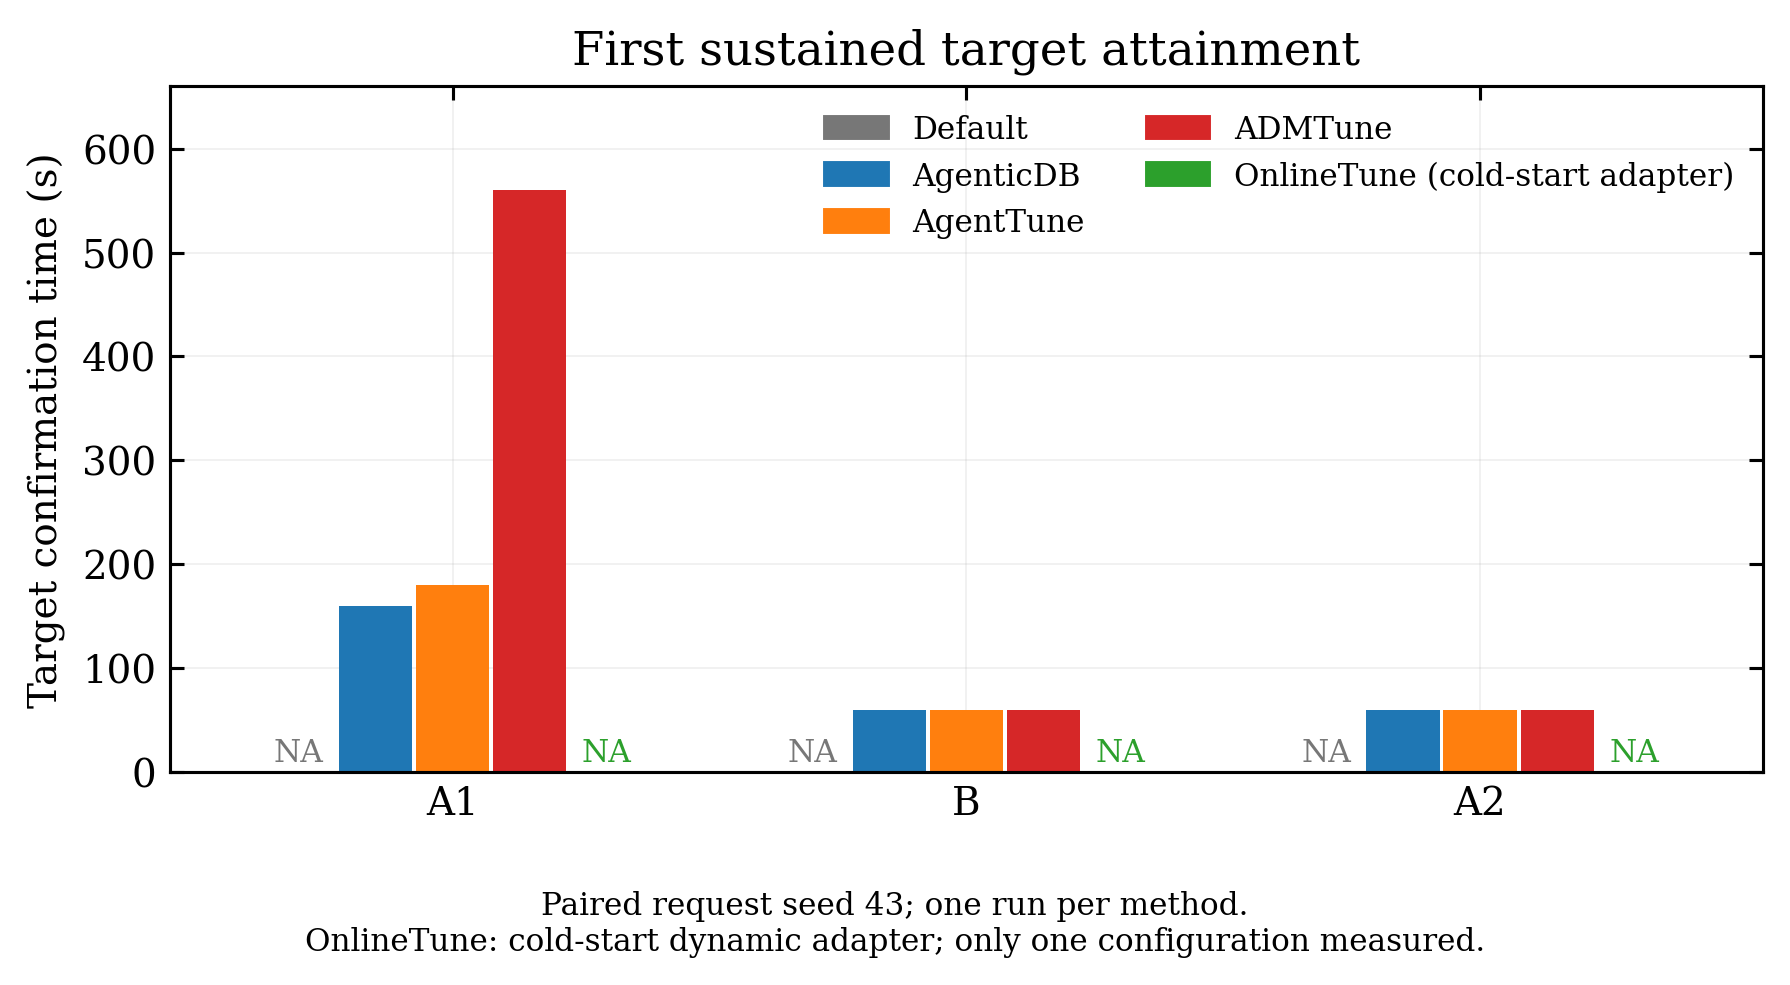 First sustained target attainment
Target confirmation time (s)
600
500
400
300
200
100
0
Default
AgenticDB
AgentTune
ADMTune
OnlineTune (cold-start adapter)
NA
NA
NA
NA
NA
NA
A1
B
A2
Paired request seed 43; one run per method.
OnlineTune: cold-start dynamic adapter; only one configuration measured.